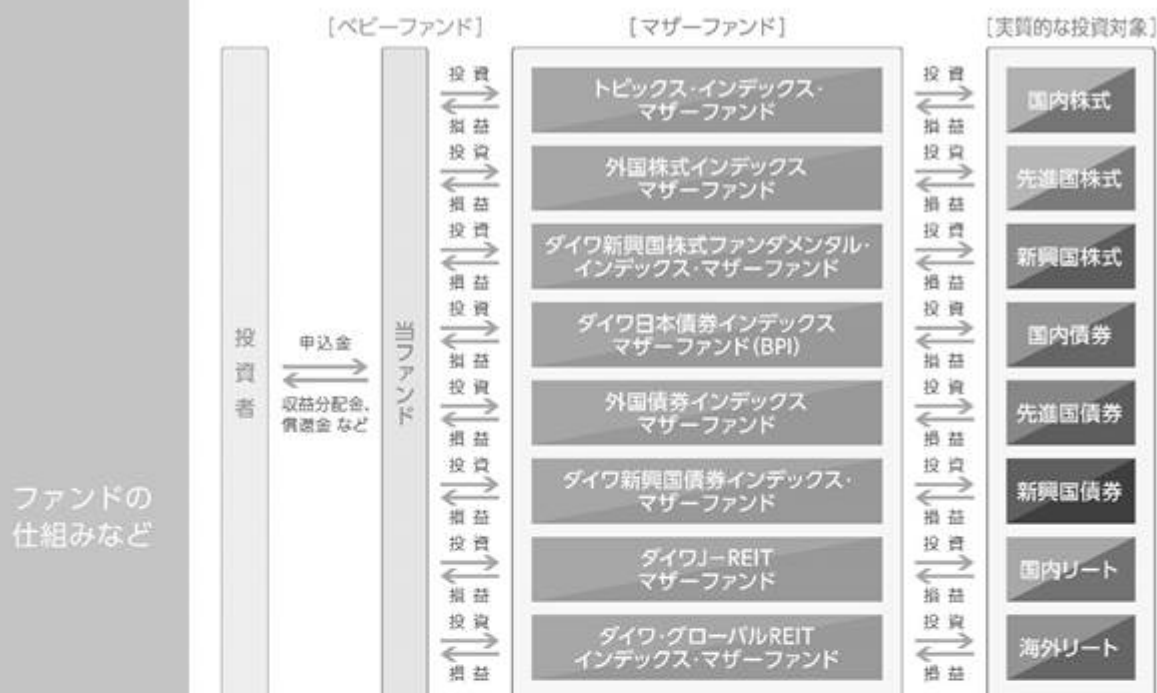 [ベビーファンド]
[マザーファンド]
[実質的な投資対象]
投資
トピックス・インデックス・
マザーファンド
投資
国内株式
損益
損益
投資
外国株式インデックス
マザーファンド
投資
先進国株式
損益
損益
投資
ダイワ新興国株式ファンダメンタル・
インデックス・マザーファンド
投資
新興国株式
損益
損益
投資者
申込金
収益分配金、
償還金 など
当ファンド
投資
ダイワ日本債券インデックス
マザーファンド(BPI)
投資
国内債券
損益
損益
投資
外国債券インデックス
マザーファンド
投資
先進国債券
損益
損益
ファンドの
仕組みなど
投資
ダイワ新興国債券インデックス・
マザーファンド
投資
新興国債券
損益
損益
投資
ダイワJ-REIT
マザーファンド
投資
国内リート
損益
損益
投資
ダイワ・グローバルREIT
インデックス・マザーファンド
投資
海外リート
損益
損益